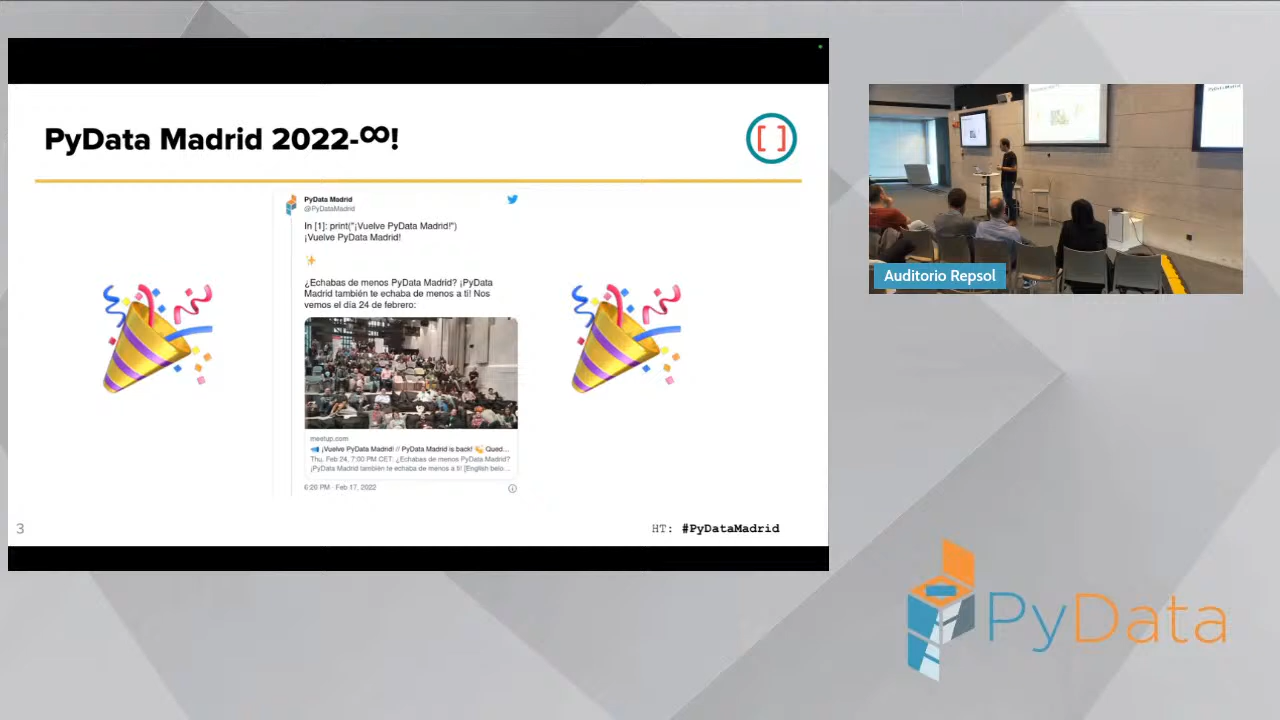 PyData Madrid 2022-∞!
[ ]
PyData Madrid
@PyDataMadrid
In [1]: print("¡Vuelve PyData Madrid!")
¡Vuelve PyData Madrid!
¿Echabas de menos PyData Madrid? ¡PyData
Madrid también te echaba de menos a ti! Nos
vemos el día 24 de febrero:
meetup.com
¡Vuelve PyData Madrid! // PyData Madrid is back! Qued...
Thu, Feb 24, 7:00 PM CET: ¿Echabas de menos PyData Madrid?
¡PyData Madrid también te echaba de menos a ti! [English belo...
6:20 PM · Feb 17, 2022
3
HT: #PyDataMadrid
Auditorio Repsol
PyData